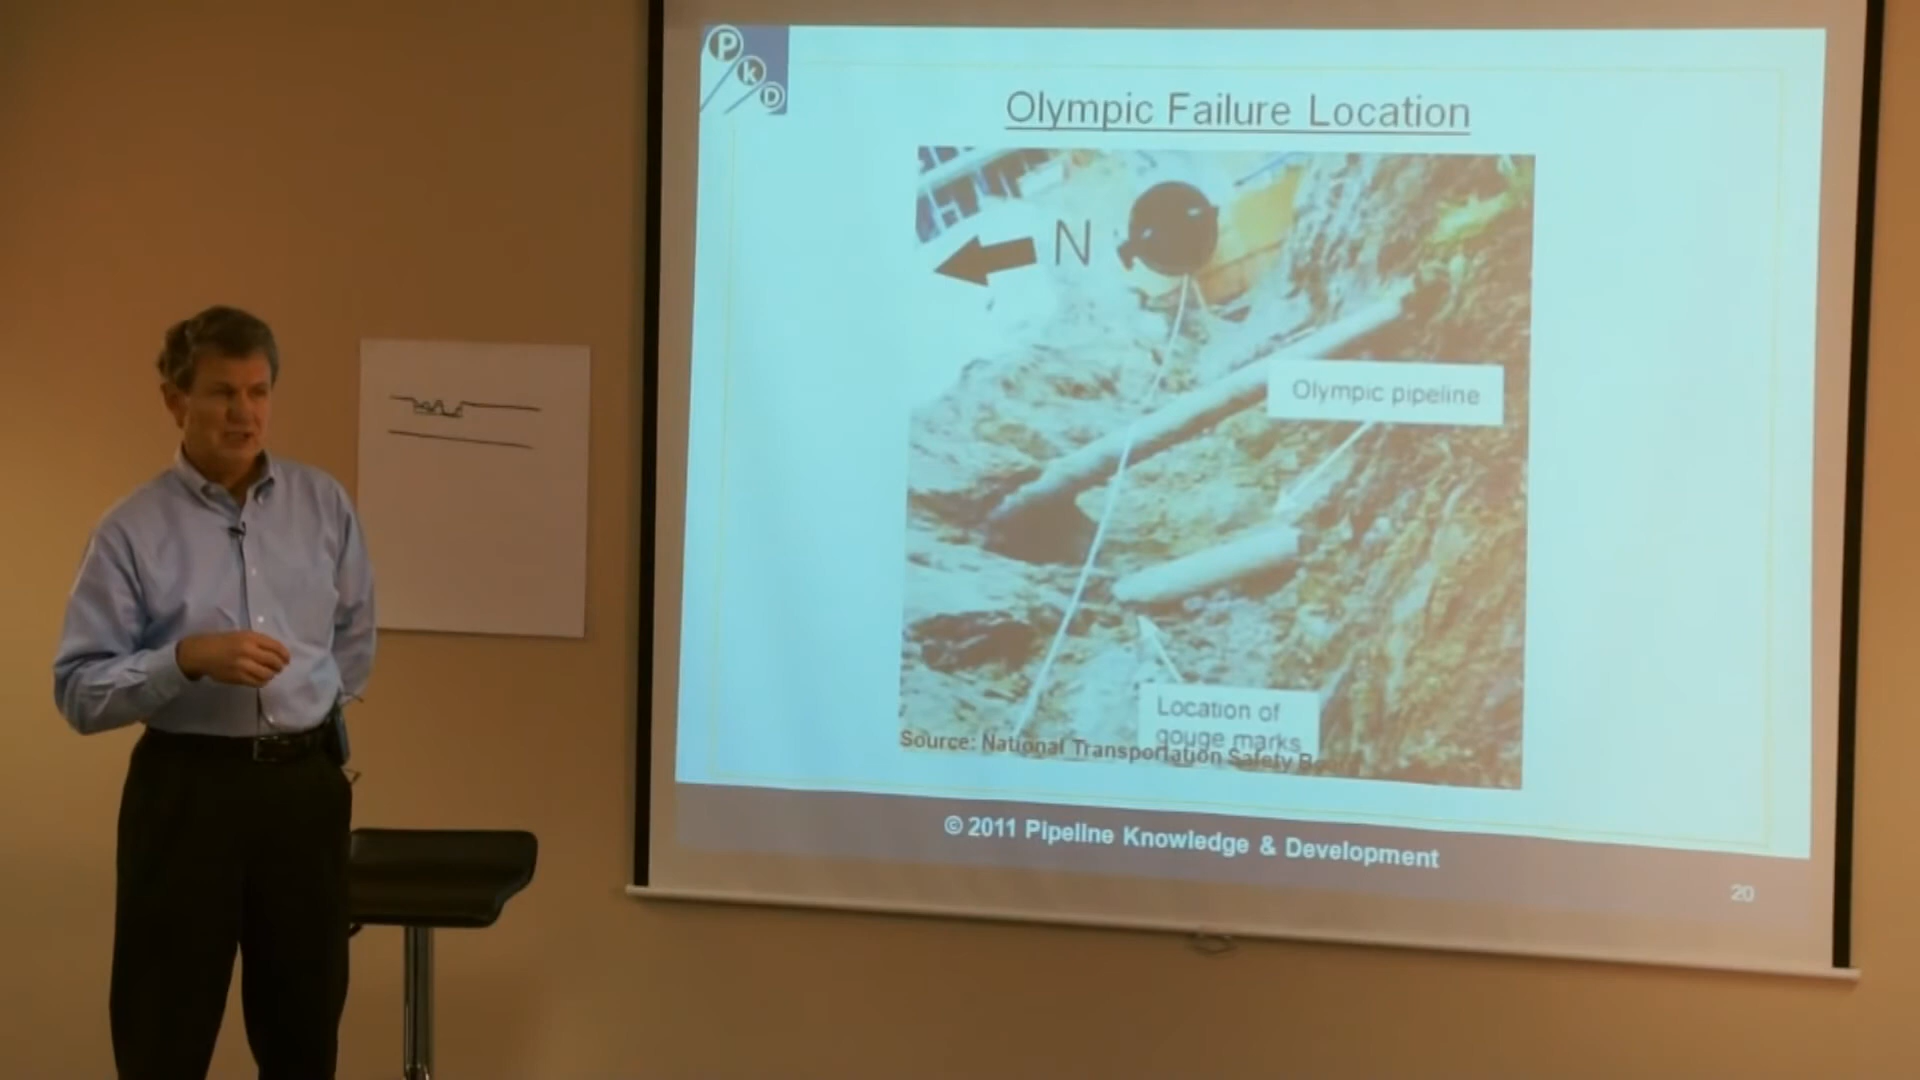 P
k
D
Olympic Failure Location
N
Olympic pipeline
Location of
gouge marks
Source: National Transportation Safety
© 2011 Pipeline Knowledge & Development
20